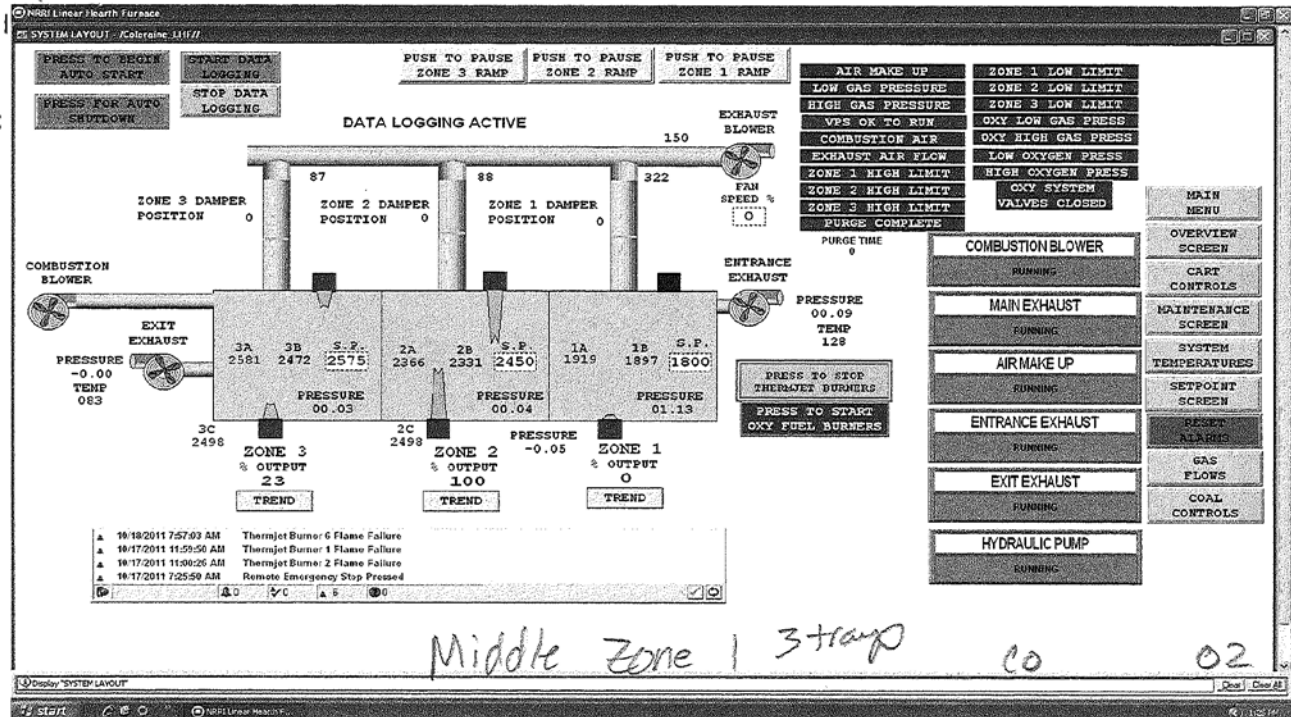 NRRI Linear Hearth Furnace
SYSTEM LAYOUT - /Coleraine_LHF//
PRESS TO BEGIN
AUTO START
START DATA
LOGGING
PRESS FOR AUTO
SHUTDOWN
STOP DATA
LOGGING
PUSH TO PAUSE
ZONE 3 RAMP
PUSH TO PAUSE
ZONE 2 RAMP
PUSH TO PAUSE
ZONE 1 RAMP
DATA LOGGING ACTIVE
EXHAUST
BLOWER
150
87
88
322
FAN
SPEED %
0
ZONE 3 DAMPER
POSITION 0
ZONE 2 DAMPER
POSITION 0
ZONE 1 DAMPER
POSITION 0
AIR MAKE UP
LOW GAS PRESSURE
HIGH GAS PRESSURE
VPS OK TO RUN
COMBUSTION AIR
EXHAUST AIR FLOW
ZONE 1 HIGH LIMIT
ZONE 2 HIGH LIMIT
ZONE 3 HIGH LIMIT
PURGE COMPLETE
PURGE TIME
0
ZONE 1 LOW LIMIT
ZONE 2 LOW LIMIT
ZONE 3 LOW LIMIT
OXY LOW GAS PRESS
OXY HIGH GAS PRESS
LOW OXYGEN PRESS
HIGH OXYGEN PRESS
OXY SYSTEM
VALVES CLOSED
COMBUSTION
BLOWER
EXIT
EXHAUST
PRESSURE
-0.00
TEMP
083
3A
2581
3B
2472
S.P.
2575
PRESSURE
00.03
2A
2366
2B
2331
S.P.
2450
PRESSURE
00.04
1A
1919
1B
1897
S.P.
1800
PRESSURE
01.13
ENTRANCE
EXHAUST
PRESSURE
00.09
TEMP
128
3C
2498
ZONE 3
% OUTPUT
23
TREND
2C
2498
ZONE 2
% OUTPUT
100
TREND
PRESSURE
-0.05
ZONE 1
% OUTPUT
0
TREND
PRESS TO STOP
THERMJET BURNERS
PRESS TO START
OXY FUEL BURNERS
COMBUSTION BLOWER
RUNNING
MAIN EXHAUST
RUNNING
AIR MAKE UP
RUNNING
ENTRANCE EXHAUST
RUNNING
EXIT EXHAUST
RUNNING
HYDRAULIC PUMP
RUNNING
MAIN
MENU
OVERVIEW
SCREEN
CART
CONTROLS
MAINTENANCE
SCREEN
SYSTEM
TEMPERATURES
SETPOINT
SCREEN
RESET
ALARMS
GAS
FLOWS
COAL
CONTROLS
10/18/2011 7:57:03 AM Thermjet Burner 6 Flame Failure
10/17/2011 11:59:50 AM Thermjet Burner 1 Flame Failure
10/17/2011 11:00:26 AM Thermjet Burner 2 Flame Failure
10/17/2011 7:25:50 AM Remote Emergency Stop Pressed
0 0 6 0
Middle Zone 1 3 trays CO O2
Display "SYSTEM LAYOUT"
Clear Clear All
start
NRRI Linear Hearth F...
1:25 PM